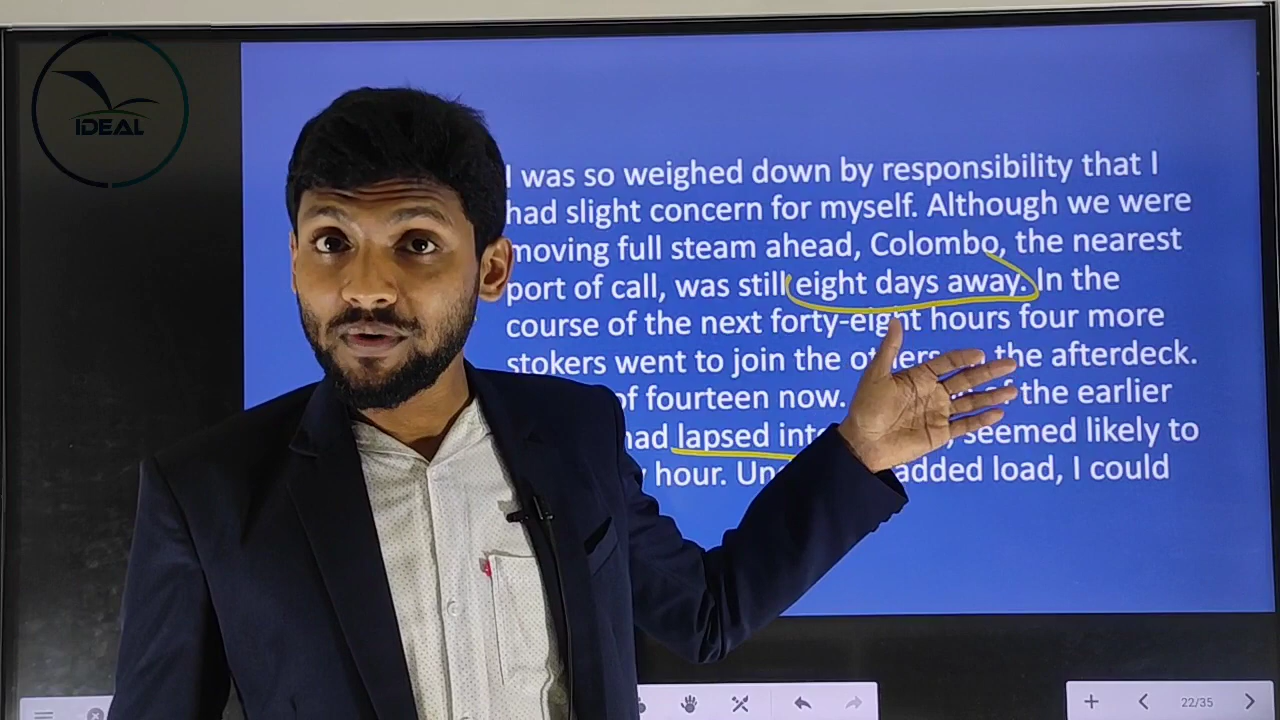 IDEAL
I was so weighed down by responsibility that I
had slight concern for myself. Although we were
moving full steam ahead, Colombo, the nearest
port of call, was still eight days away. In the
course of the next forty-eight hours four more
stokers went to join the others the afterdeck.
of fourteen now. of the earlier
had lapsed seemed likely to
hour. added load, I could
22/35